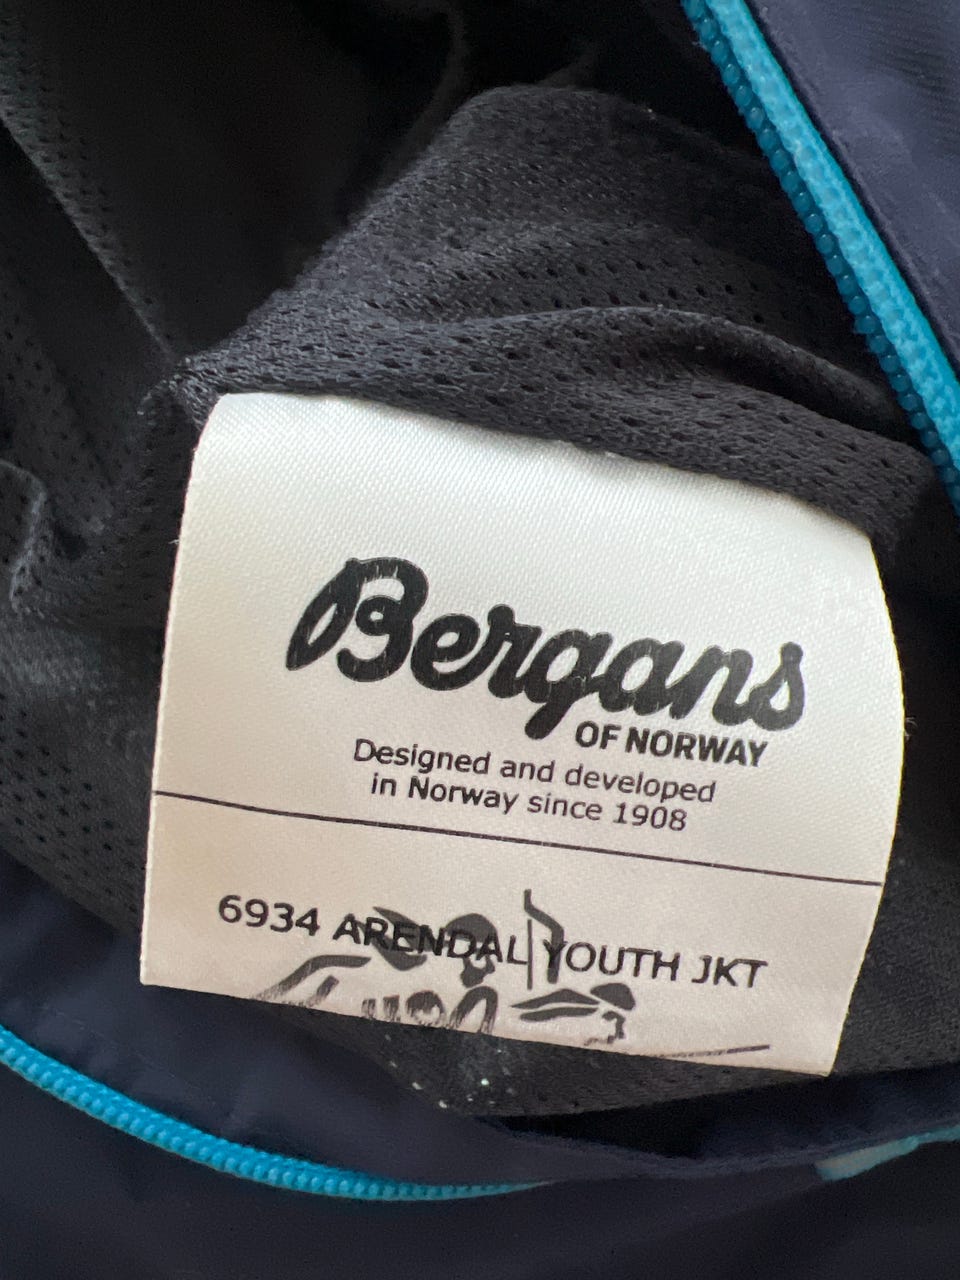 Bergans
OF NORWAY
Designed and developed
in Norway since 1908
6934 ARENDAL YOUTH JKT